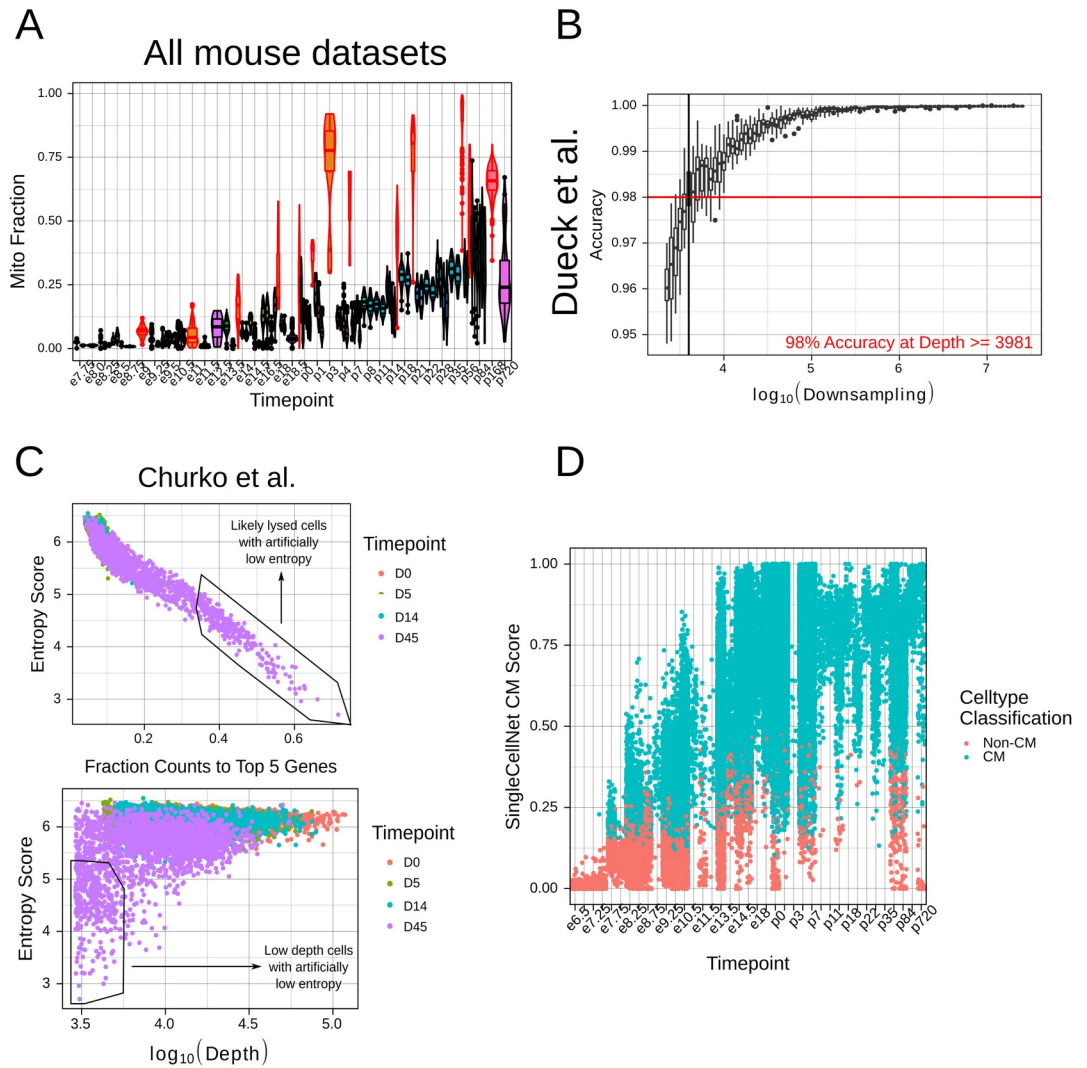 A
All mouse datasets
Mito Fraction
1.00
0.75
0.50
0.25
0.00
Timepoint
B
Dueck et al.
Accuracy
1.00
0.99
0.98
0.97
0.96
0.95
98% Accuracy at Depth >= 3981
4 5 6 7
log10(Downsampling)
C
Churko et al.
Entropy Score
6
5
4
3
Likely lysed cells
with artificially
low entropy
0.2 0.4 0.6
Fraction Counts to Top 5 Genes
Timepoint
D0
D5
D14
D45
Entropy Score
6
5
4
3
Low depth cells
with artificially
low entropy
3.5 4.0 4.5 5.0
log10(Depth)
Timepoint
D0
D5
D14
D45
D
SingleCellNet CM Score
1.00
0.75
0.50
0.25
0.00
e6.5 e7.25 e7.75 e8.25 e8.75 e9.25 e10.5 e11.5 e13.5 e14.5 e18 p0 p3 p7 p11 p18 p22 p35 p84 p720
Timepoint
Celltype
Classification
Non-CM
CM